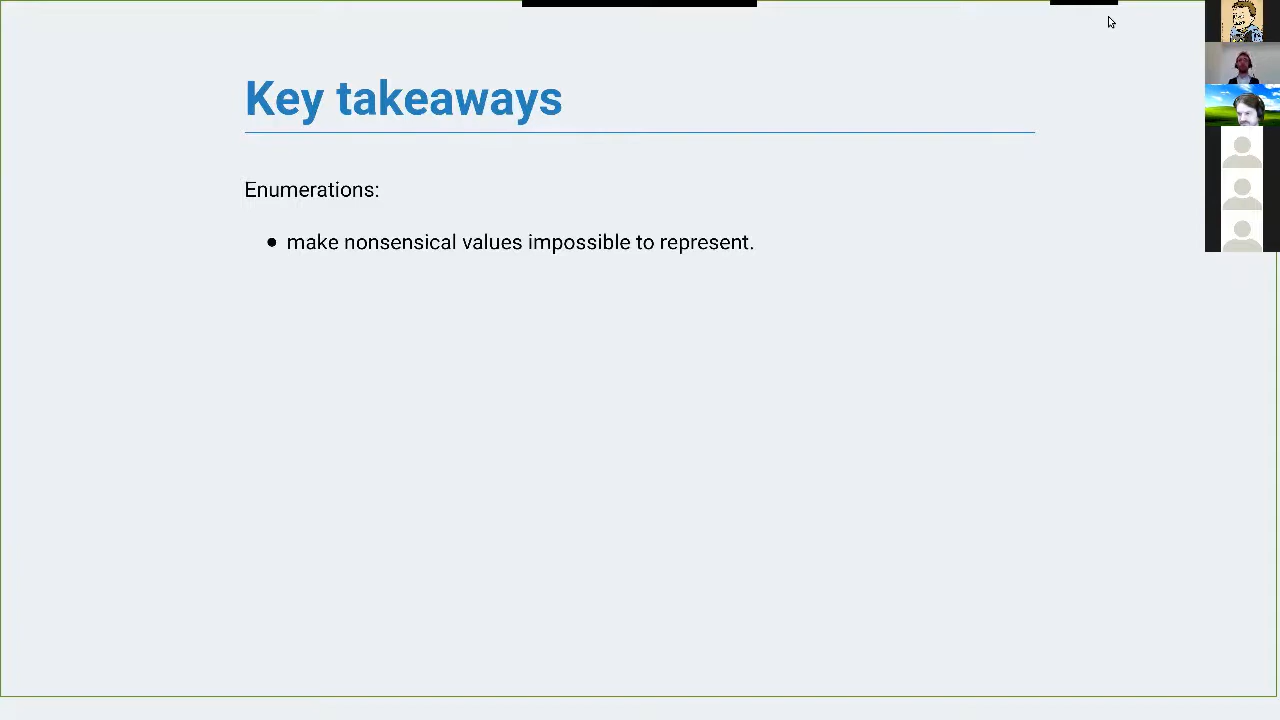 Key takeaways
Enumerations:
● make nonsensical values impossible to represent.